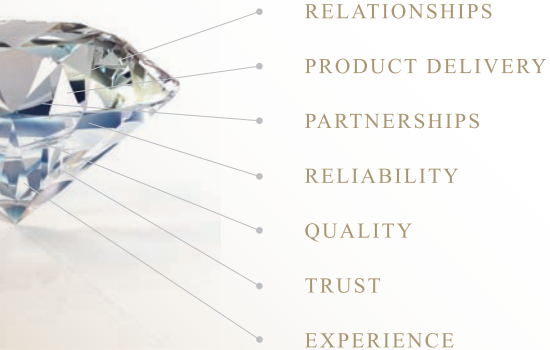 RELATIONSHIPS
PRODUCT DELIVERY
PARTNERSHIPS
RELIABILITY
QUALITY
TRUST
EXPERIENCE